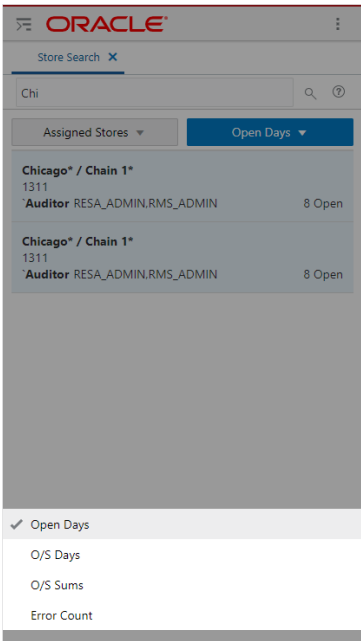 ORACLE
Store Search
Chi
Assigned Stores
Open Days
Chicago* / Chain 1*
1311
`Auditor RESA_ADMIN,RMS_ADMIN 8 Open
Chicago* / Chain 1*
1311
`Auditor RESA_ADMIN,RMS_ADMIN 8 Open
Open Days
O/S Days
O/S Sums
Error Count